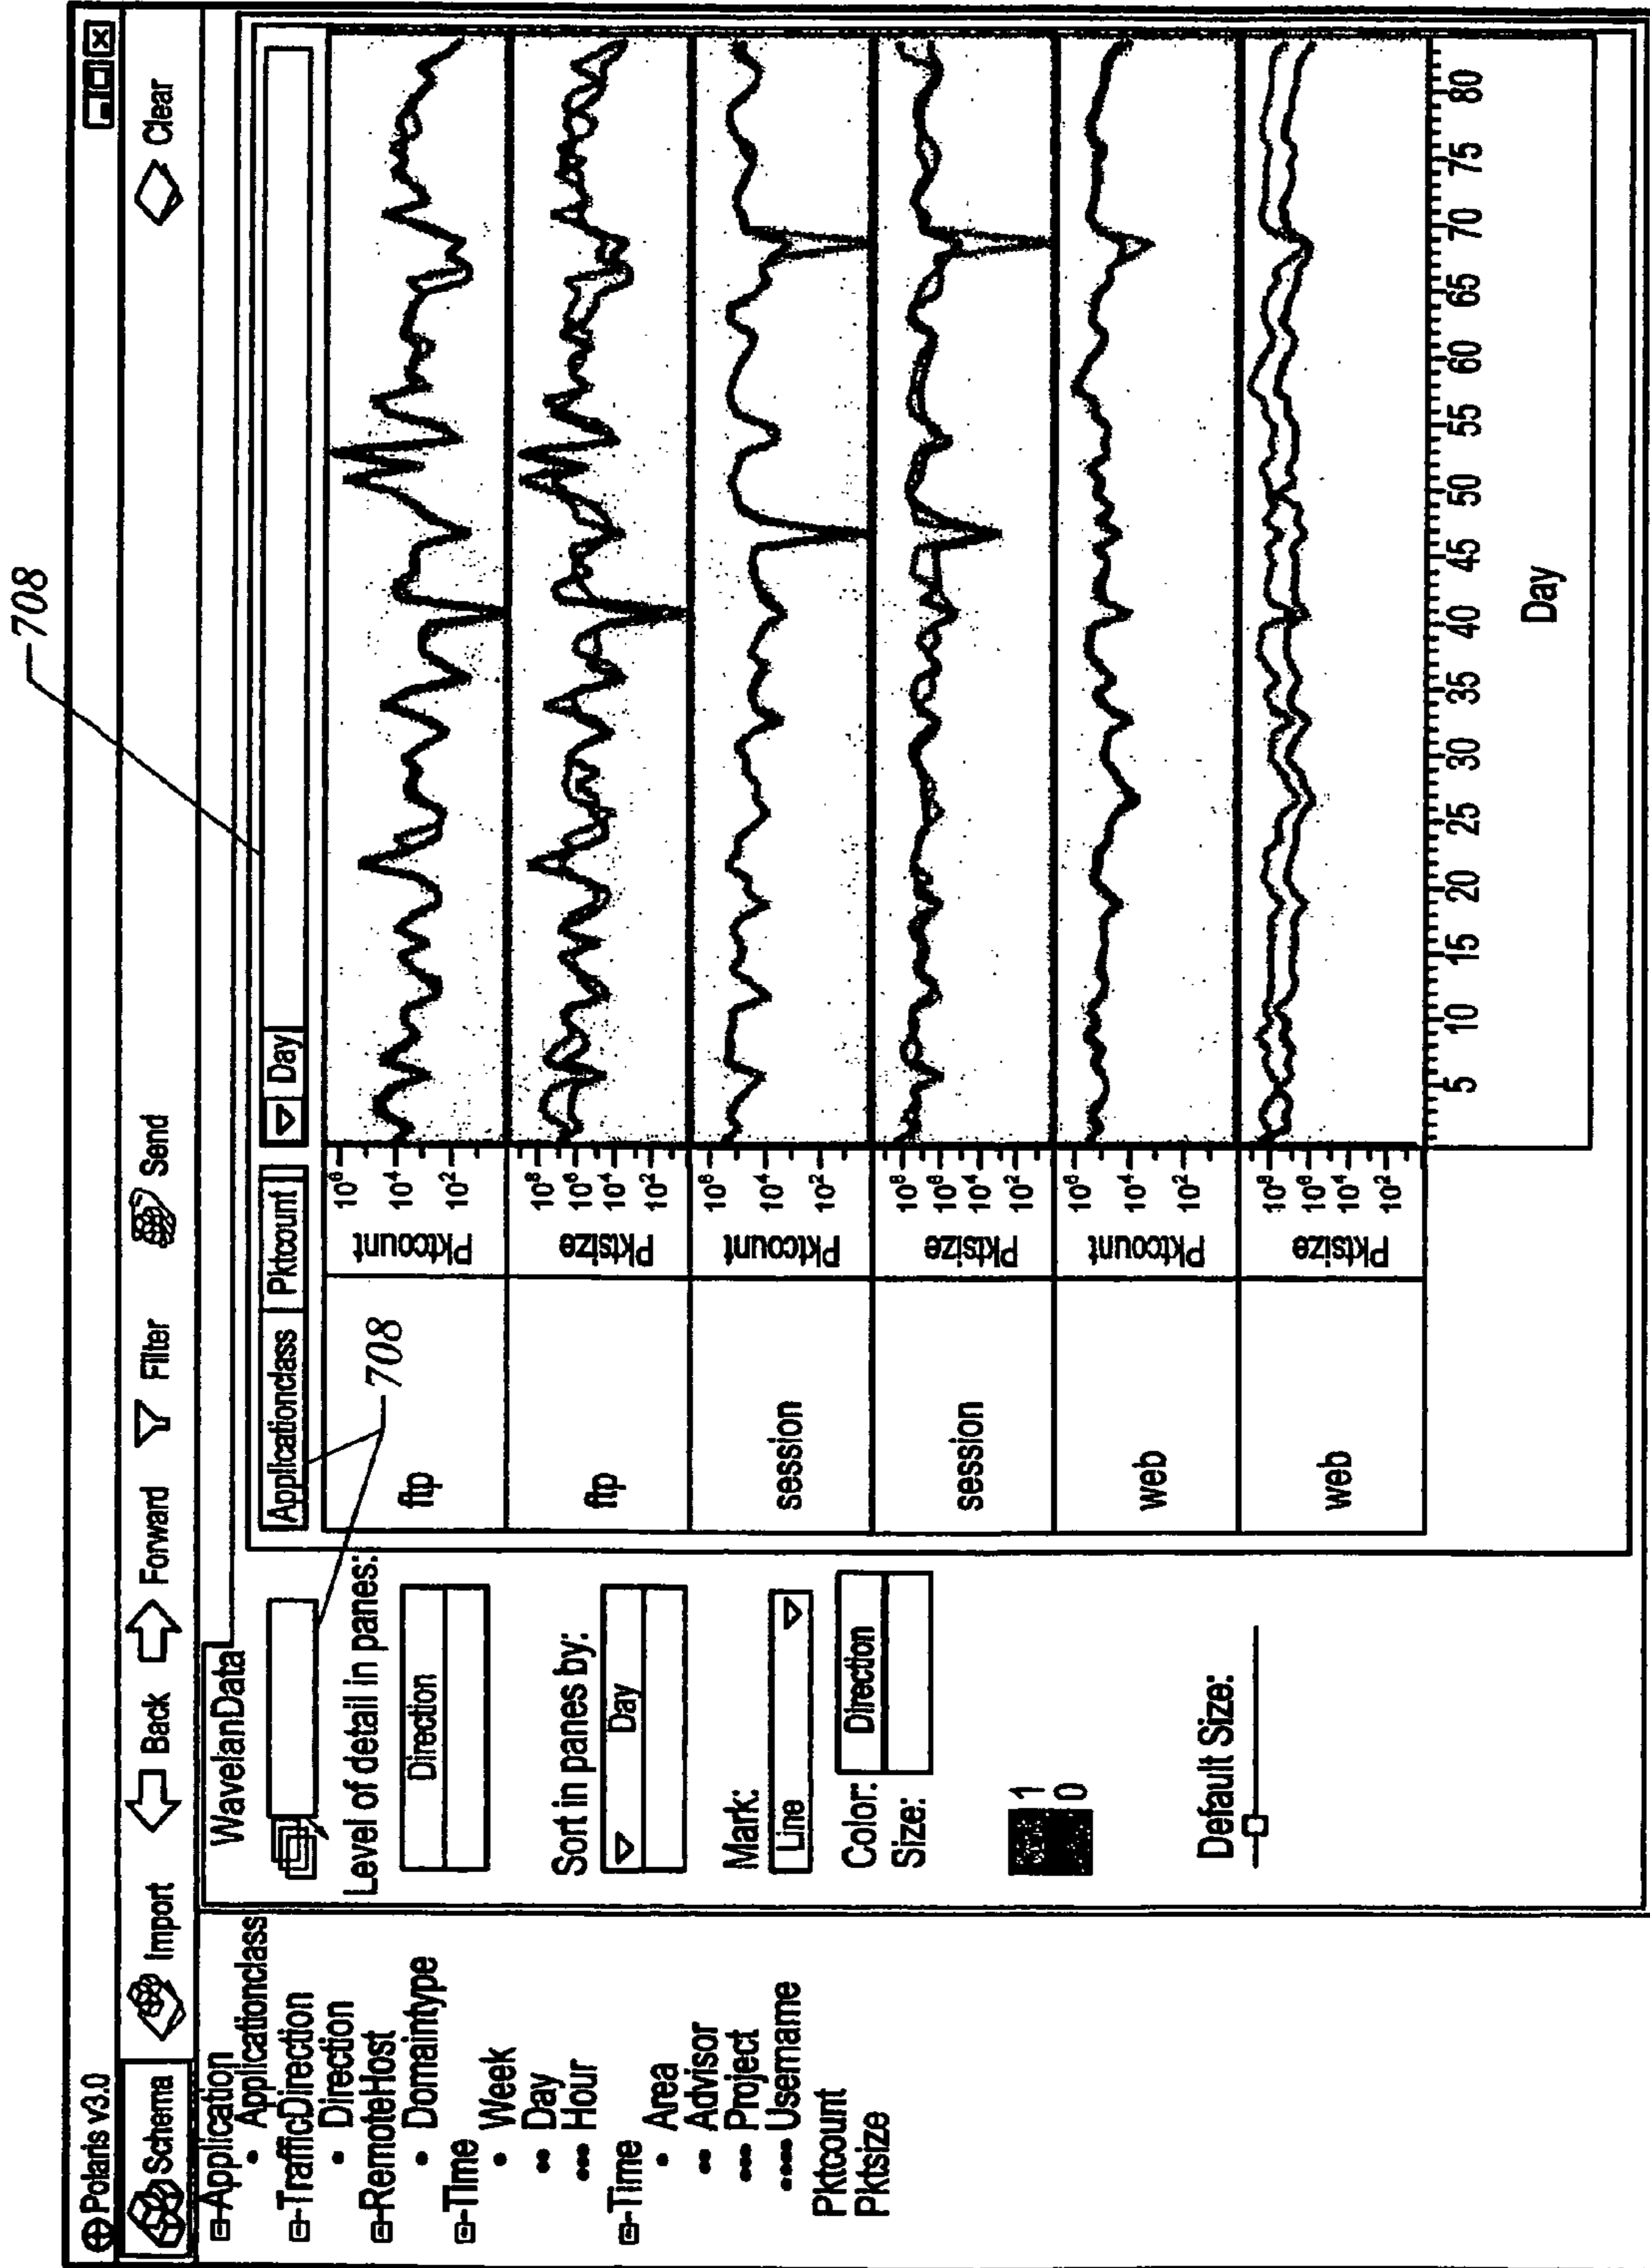 708
Polaris v3.0
Schema Import Back Forward Filter Send Clear
Application
• Applicationclass
TrafficDirection
• Direction
RemoteHost
• Domaintype
Time
• Week
•• Day
••• Hour
Time
• Area
•• Advisor
••• Project
•••• Username
Pktcount
Pktsize
WavelanData
Level of detail in panes:
Direction
Sort in panes by:
Day
Mark:
Line
Color: Direction
Size:
1
0
Default Size:
708
Applicationclass Pktcount Day
ftp Pktcount 10⁶ 10⁴ 10²
ftp Pktsize 10⁸ 10⁶ 10⁴ 10²
session Pktcount 10⁶ 10⁴ 10²
session Pktsize 10⁸ 10⁶ 10⁴ 10²
web Pktcount 10⁶ 10⁴ 10²
web Pktsize 10⁸ 10⁶ 10⁴ 10²
5 10 15 20 25 30 35 40 45 50 55 60 65 70 75 80
Day